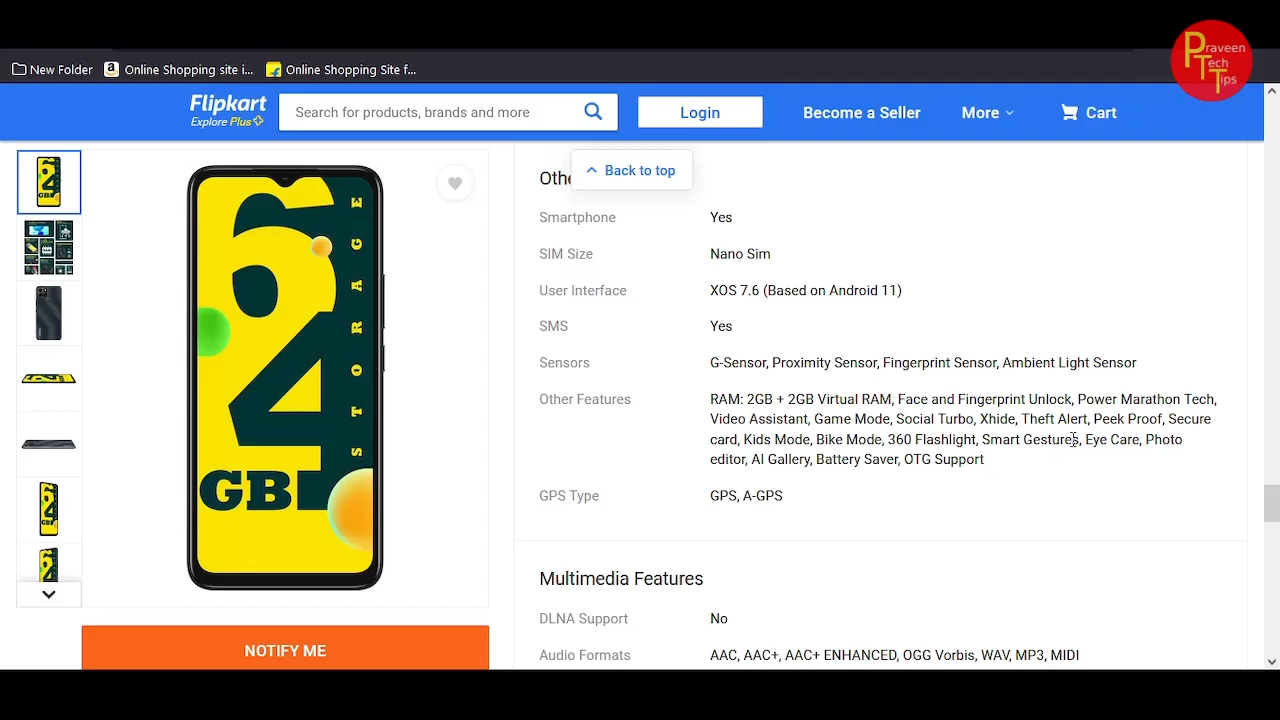 Praveen
Tech
Tips
New Folder
Online Shopping site i...
Online Shopping Site f...
Flipkart
Explore Plus
Search for products, brands and more
Login
Become a Seller
More
Cart
Back to top
Othe
Smartphone Yes
SIM Size Nano Sim
User Interface XOS 7.6 (Based on Android 11)
SMS Yes
Sensors G-Sensor, Proximity Sensor, Fingerprint Sensor, Ambient Light Sensor
Other Features RAM: 2GB + 2GB Virtual RAM, Face and Fingerprint Unlock, Power Marathon Tech,
Video Assistant, Game Mode, Social Turbo, Xhide, Theft Alert, Peek Proof, Secure
card, Kids Mode, Bike Mode, 360 Flashlight, Smart Gestures, Eye Care, Photo
editor, AI Gallery, Battery Saver, OTG Support
GPS Type GPS, A-GPS
Multimedia Features
DLNA Support No
Audio Formats AAC, AAC+, AAC+ ENHANCED, OGG Vorbis, WAV, MP3, MIDI
64
GB
STORAGE
NOTIFY ME